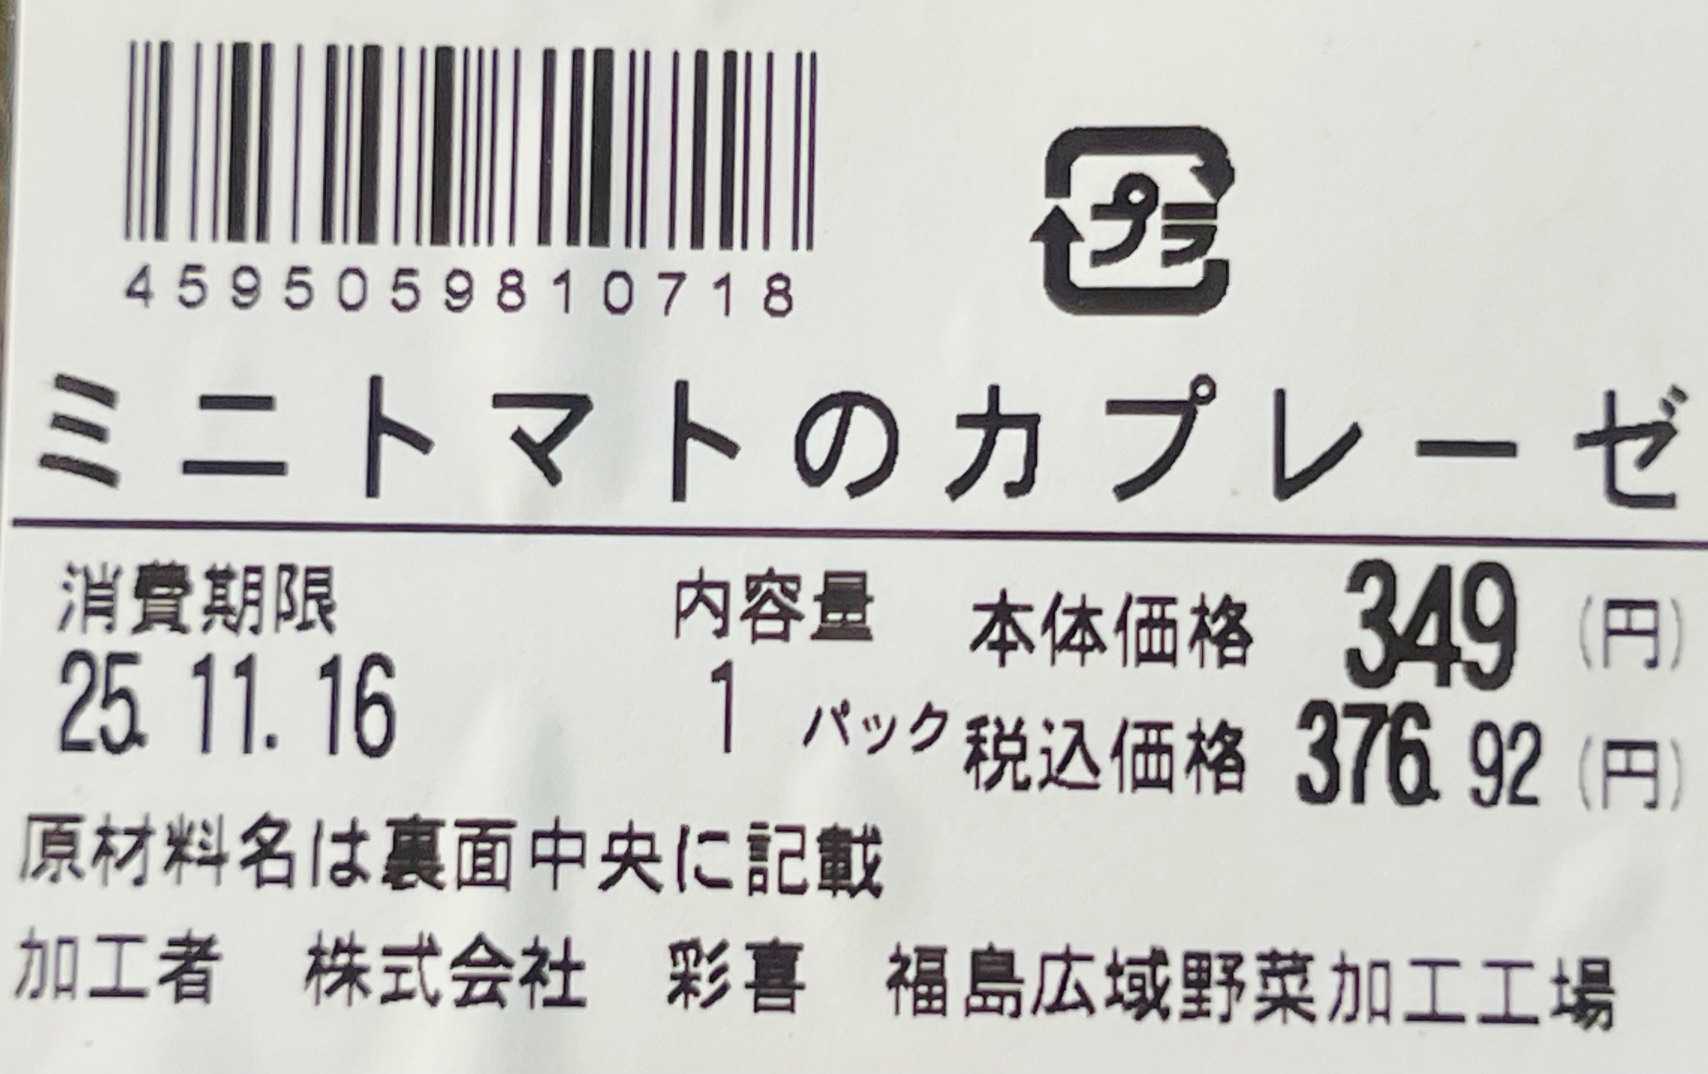 4595059810718
プラ
ミニトマトのカプレーゼ
消費期限 内容量 本体価格 349 (円)
25.11.16 1 パック 税込価格 376.92 (円)
原材料名は裏面中央に記載
加工者 株式会社 彩喜 福島広域野菜加工工場